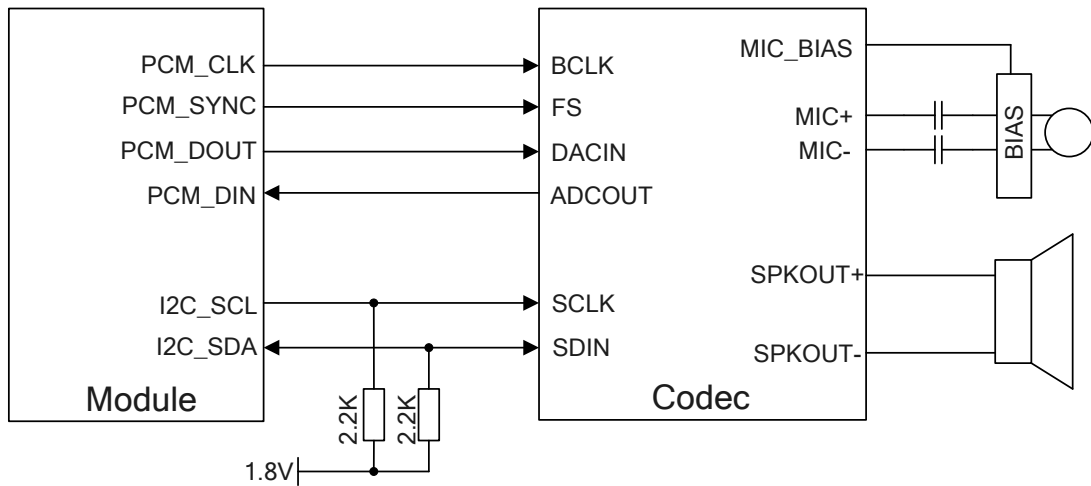 PCM_CLK
PCM_SYNC
PCM_DOUT
PCM_DIN
I2C_SCL
I2C_SDA
Module
2.2K
2.2K
1.8V
BCLK
FS
DACIN
ADCOUT
SCLK
SDIN
Codec
MIC_BIAS
MIC+
MIC-
SPKOUT+
SPKOUT-
BIAS